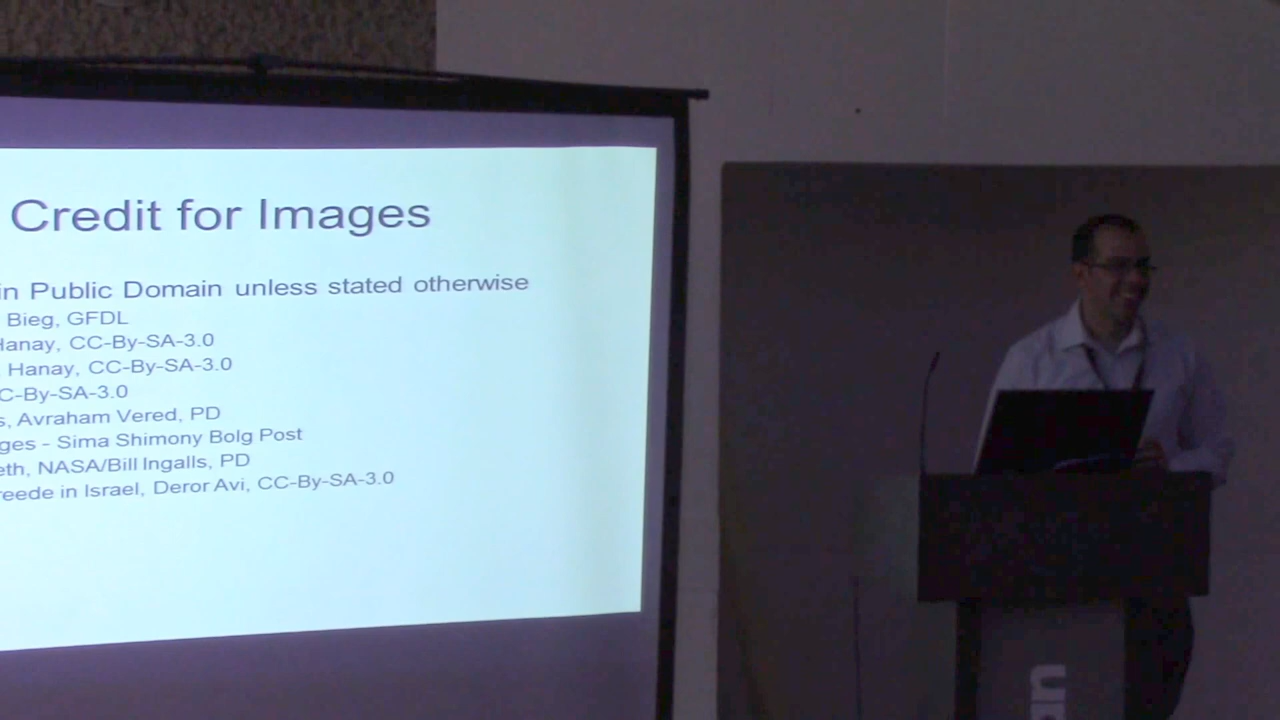 Credit for Images
in Public Domain unless stated otherwise
Bieg, GFDL
Hanay, CC-By-SA-3.0
Hanay, CC-By-SA-3.0
C-By-SA-3.0
s, Avraham Vered, PD
ges - Sima Shimony Bolg Post
eth, NASA/Bill Ingalls, PD
reede in Israel, Deror Avi, CC-By-SA-3.0